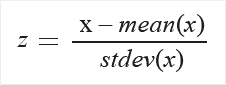 z = x – mean(x) / stdev(x)